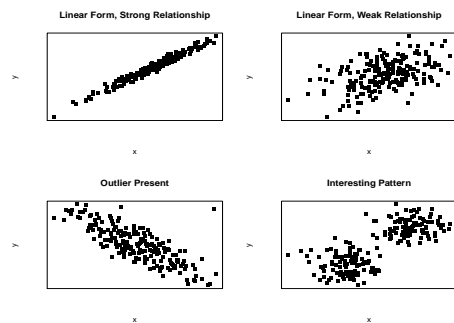 Linear Form, Strong Relationship
y
x
Linear Form, Weak Relationship
y
x
Outlier Present
y
x
Interesting Pattern
y
x